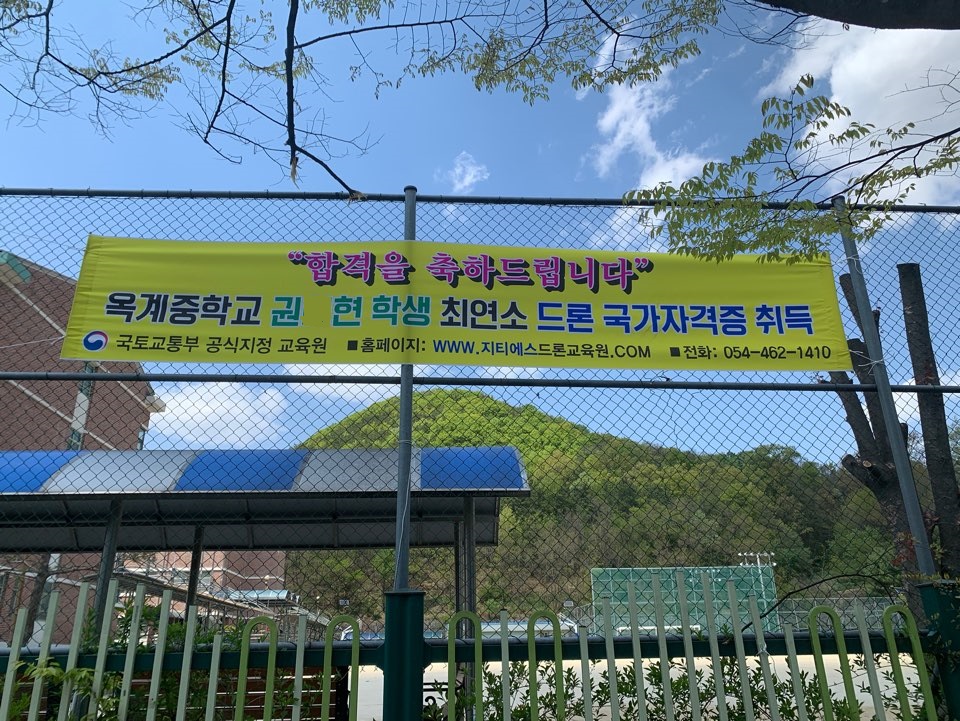 “합격을 축하드립니다”
옥계중학교 권 현 학생 최연소 드론 국가자격증 취득
국토교통부 공식지정 교육원 ■홈페이지: WWW.지티에스드론교육원.COM ■전화: 054-462-1410